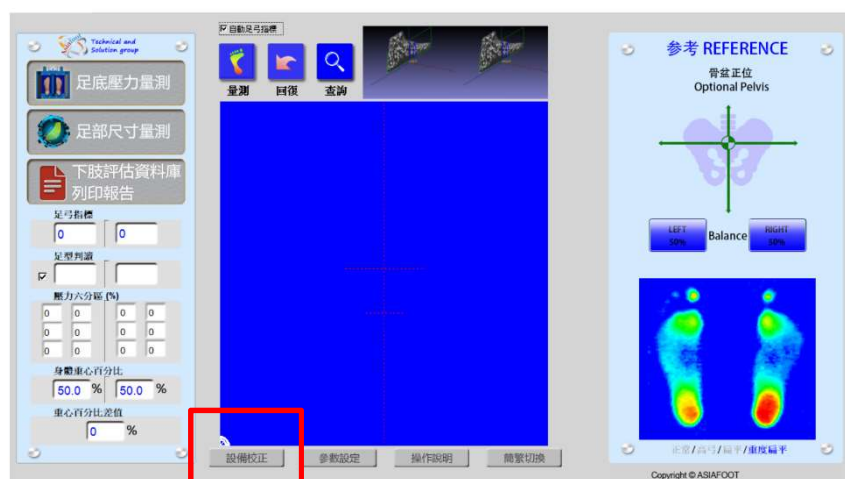 Technical and
Solution group
足底壓力量測
足部尺寸量測
下肢評估資料庫
列印報告
足弓指標
0 0
足型判讀
壓力六分區 (%)
0 0 0 0
0 0 0 0
0 0 0 0
身體重心百分比
50.0 % 50.0 %
重心百分比差值
0 %
自動足弓指標
量測 回復 查詢
設備校正 參數設定 操作說明 簡繁切換
参考 REFERENCE
骨盆正位
Optional Pelvis
LEFT
50%
Balance
RIGHT
50%
正常/高弓/扁平/重度扁平
Copyright © ASIAFOOT